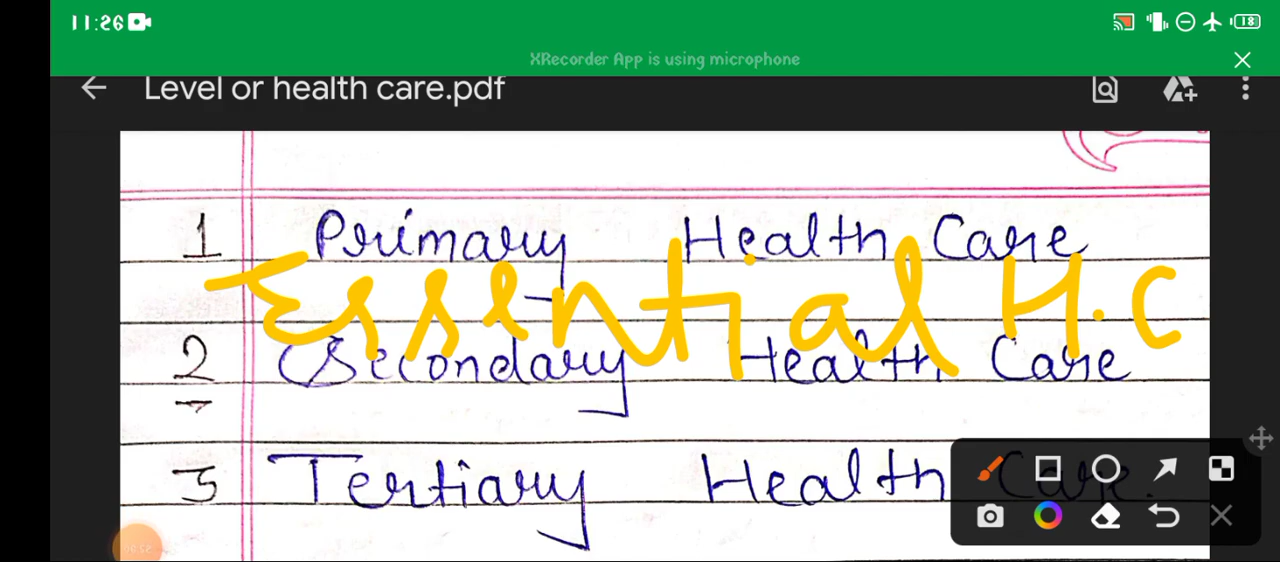 11:26 18
XRecorder App is using microphone
Level or health care.pdf
1 Primary Health Care
Essential H.C
2 Secondary Health Care
3 Tertiary Health Care.